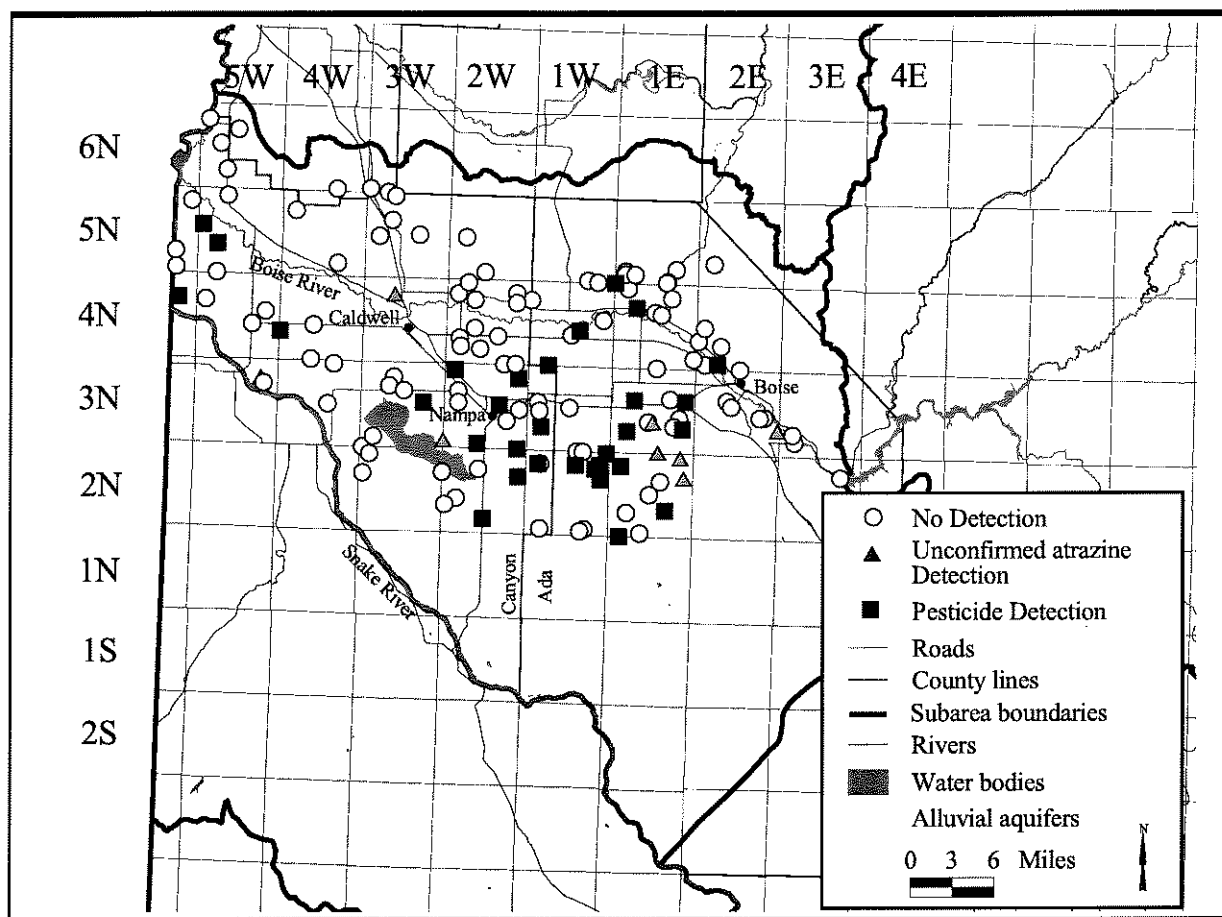 5W 4W 3W 2W 1W 1E 2E 3E 4E
6N
5N
4N
3N
2N
1N
1S
2S
Boise River
Caldwell
Nampa
Boise
Snake River
Canyon
Ada
No Detection
Unconfirmed atrazine
Detection
Pesticide Detection
Roads
County lines
Subarea boundaries
Rivers
Water bodies
Alluvial aquifers
N
0 3 6 Miles